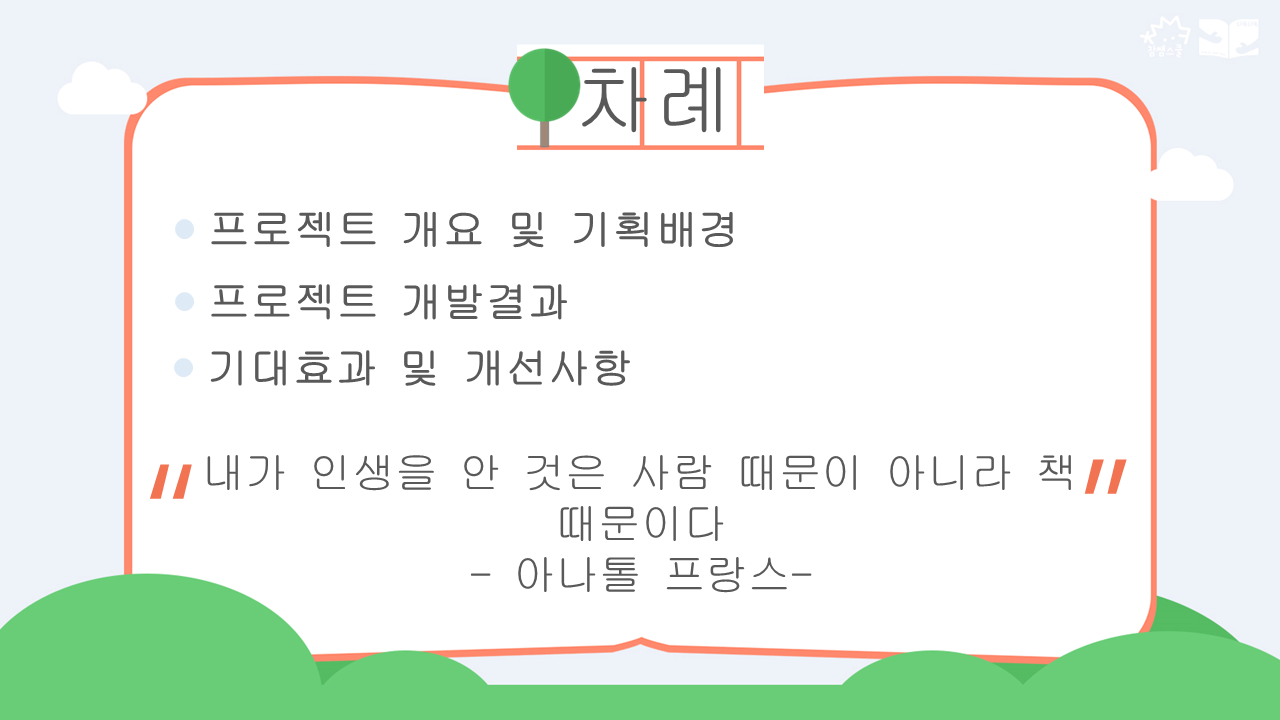 차례
프로젝트 개요 및 기획배경
프로젝트 개발결과
기대효과 및 개선사항
"내가 인생을 안 것은 사람 때문이 아니라 책"
때문이다
- 아나톨 프랑스-